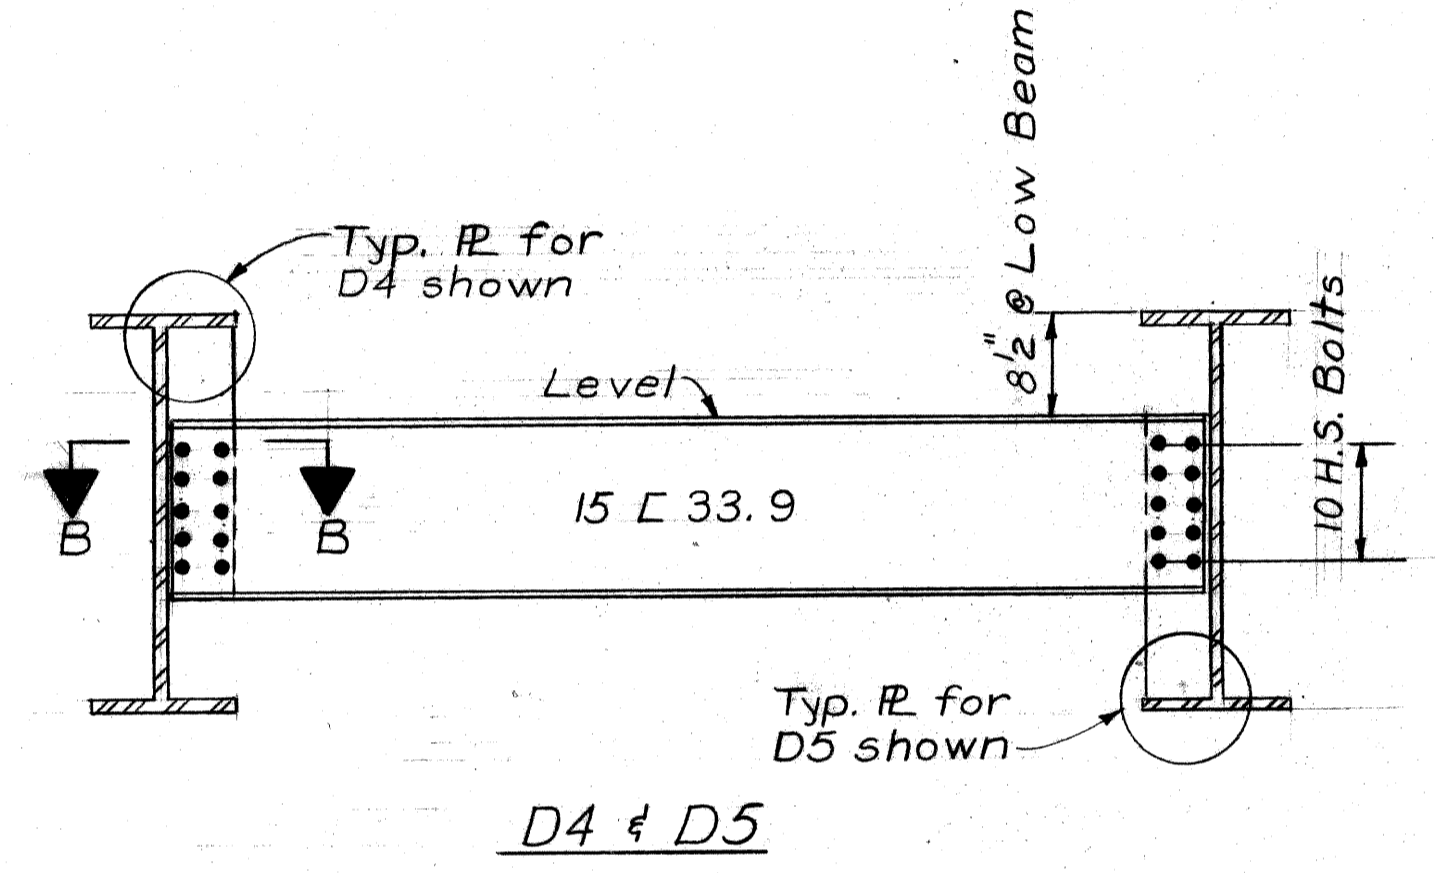 8½" @ Low Beam
Typ. ⅊ for
D4 shown
Level
10 H.S. Bolts
B
B
15 [ 33.9
Typ. ⅊ for
D5 shown
D4 & D5